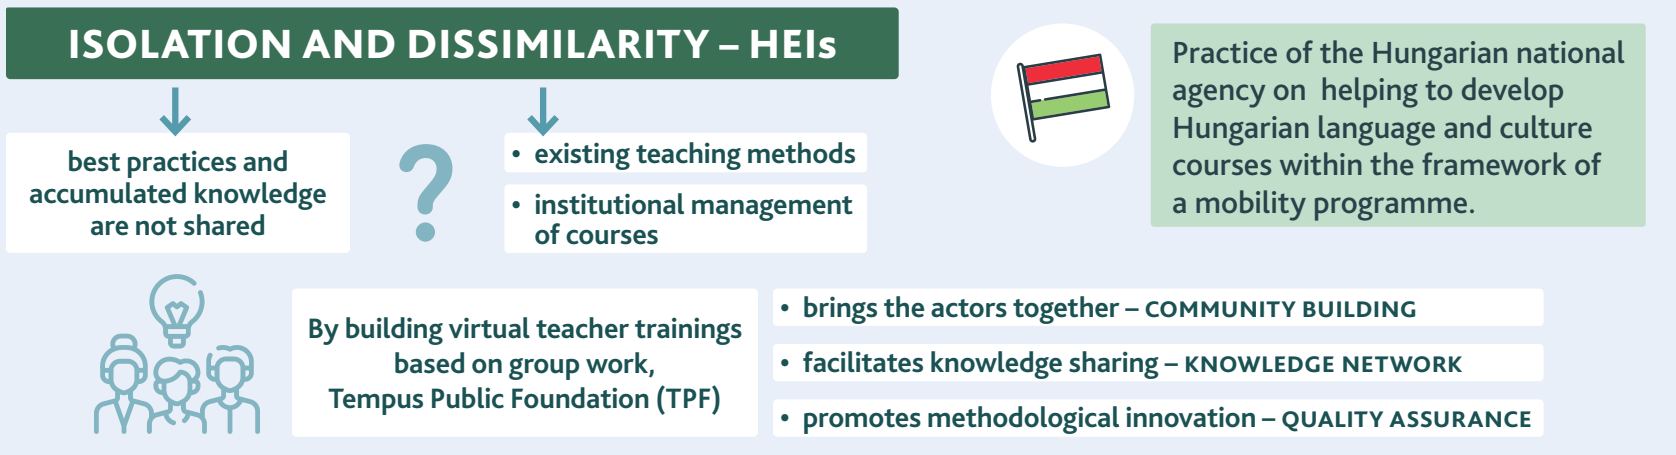 ISOLATION AND DISSIMILARITY – HEIs
best practices and
accumulated knowledge
are not shared
?
• existing teaching methods
• institutional management
of courses
Practice of the Hungarian national
agency on helping to develop
Hungarian language and culture
courses within the framework of
a mobility programme.
By building virtual teacher trainings
based on group work,
Tempus Public Foundation (TPF)
• brings the actors together – COMMUNITY BUILDING
• facilitates knowledge sharing – KNOWLEDGE NETWORK
• promotes methodological innovation – QUALITY ASSURANCE